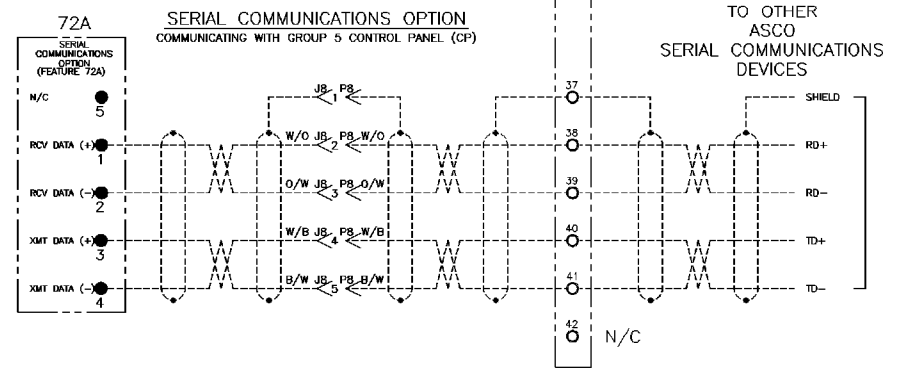 72A
SERIAL COMMUNICATIONS OPTION
COMMUNICATING WITH GROUP 5 CONTROL PANEL (CP)
TO OTHER
ASCO
SERIAL COMMUNICATIONS
DEVICES
SERIAL
COMMUNICATIONS
OPTION
(FEATURE 72A)
N/C
5
J8 P8
1
37
SHIELD
RCV DATA (+)
1
W/O J8 P8 W/O
2
38
RD+
RCV DATA (-)
2
O/W J8 P8 O/W
3
39
RD-
XMT DATA (+)
3
W/B J8 P8 W/B
4
40
TD+
XMT DATA (-)
4
B/W J8 P8 B/W
5
41
TD-
42
N/C